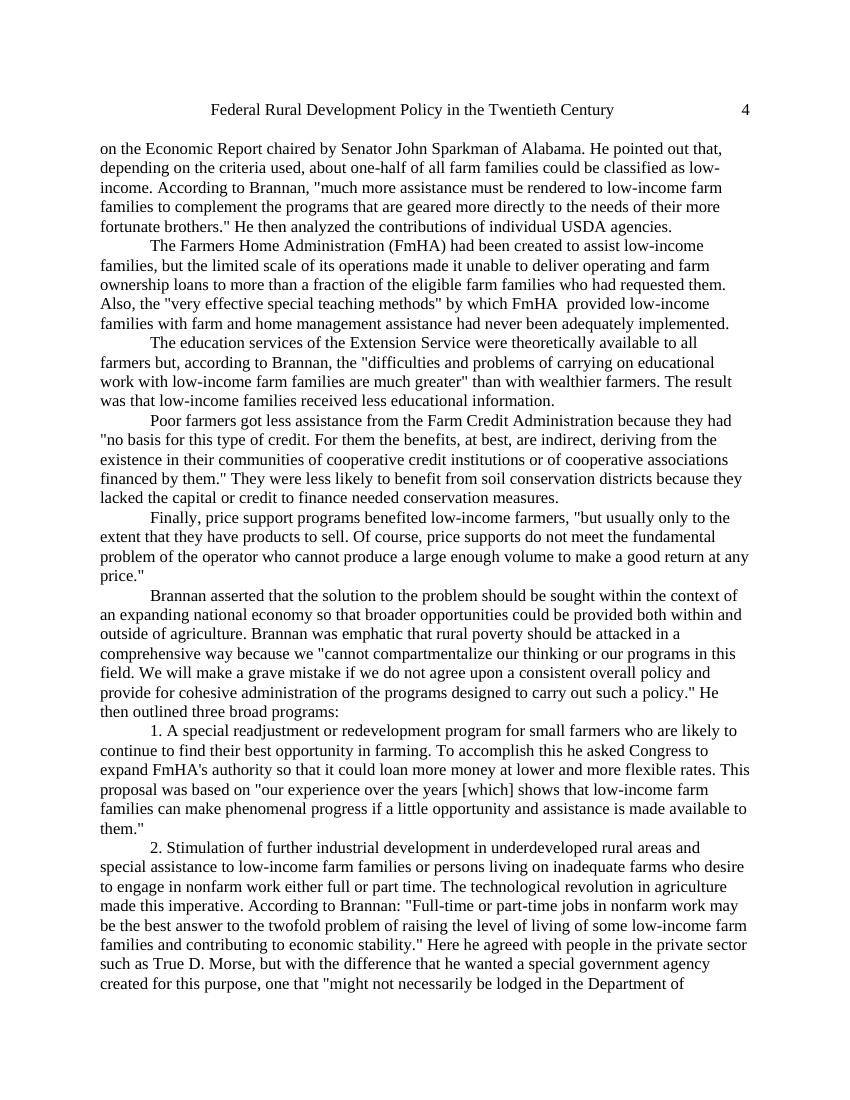 Federal Rural Development Policy in the Twentieth Century 4
on the Economic Report chaired by Senator John Sparkman of Alabama. He pointed out that,
depending on the criteria used, about one-half of all farm families could be classified as low-
income. According to Brannan, "much more assistance must be rendered to low-income farm
families to complement the programs that are geared more directly to the needs of their more
fortunate brothers." He then analyzed the contributions of individual USDA agencies.
The Farmers Home Administration (FmHA) had been created to assist low-income
families, but the limited scale of its operations made it unable to deliver operating and farm
ownership loans to more than a fraction of the eligible farm families who had requested them.
Also, the "very effective special teaching methods" by which FmHA  provided low-income
families with farm and home management assistance had never been adequately implemented.
The education services of the Extension Service were theoretically available to all
farmers but, according to Brannan, the "difficulties and problems of carrying on educational
work with low-income farm families are much greater" than with wealthier farmers. The result
was that low-income families received less educational information.
Poor farmers got less assistance from the Farm Credit Administration because they had
"no basis for this type of credit. For them the benefits, at best, are indirect, deriving from the
existence in their communities of cooperative credit institutions or of cooperative associations
financed by them." They were less likely to benefit from soil conservation districts because they
lacked the capital or credit to finance needed conservation measures.
Finally, price support programs benefited low-income farmers, "but usually only to the
extent that they have products to sell. Of course, price supports do not meet the fundamental
problem of the operator who cannot produce a large enough volume to make a good return at any
price."
Brannan asserted that the solution to the problem should be sought within the context of
an expanding national economy so that broader opportunities could be provided both within and
outside of agriculture. Brannan was emphatic that rural poverty should be attacked in a
comprehensive way because we "cannot compartmentalize our thinking or our programs in this
field. We will make a grave mistake if we do not agree upon a consistent overall policy and
provide for cohesive administration of the programs designed to carry out such a policy." He
then outlined three broad programs:
1. A special readjustment or redevelopment program for small farmers who are likely to
continue to find their best opportunity in farming. To accomplish this he asked Congress to
expand FmHA's authority so that it could loan more money at lower and more flexible rates. This
proposal was based on "our experience over the years [which] shows that low-income farm
families can make phenomenal progress if a little opportunity and assistance is made available to
them."
2. Stimulation of further industrial development in underdeveloped rural areas and
special assistance to low-income farm families or persons living on inadequate farms who desire
to engage in nonfarm work either full or part time. The technological revolution in agriculture
made this imperative. According to Brannan: "Full-time or part-time jobs in nonfarm work may
be the best answer to the twofold problem of raising the level of living of some low-income farm
families and contributing to economic stability." Here he agreed with people in the private sector
such as True D. Morse, but with the difference that he wanted a special government agency
created for this purpose, one that "might not necessarily be lodged in the Department of